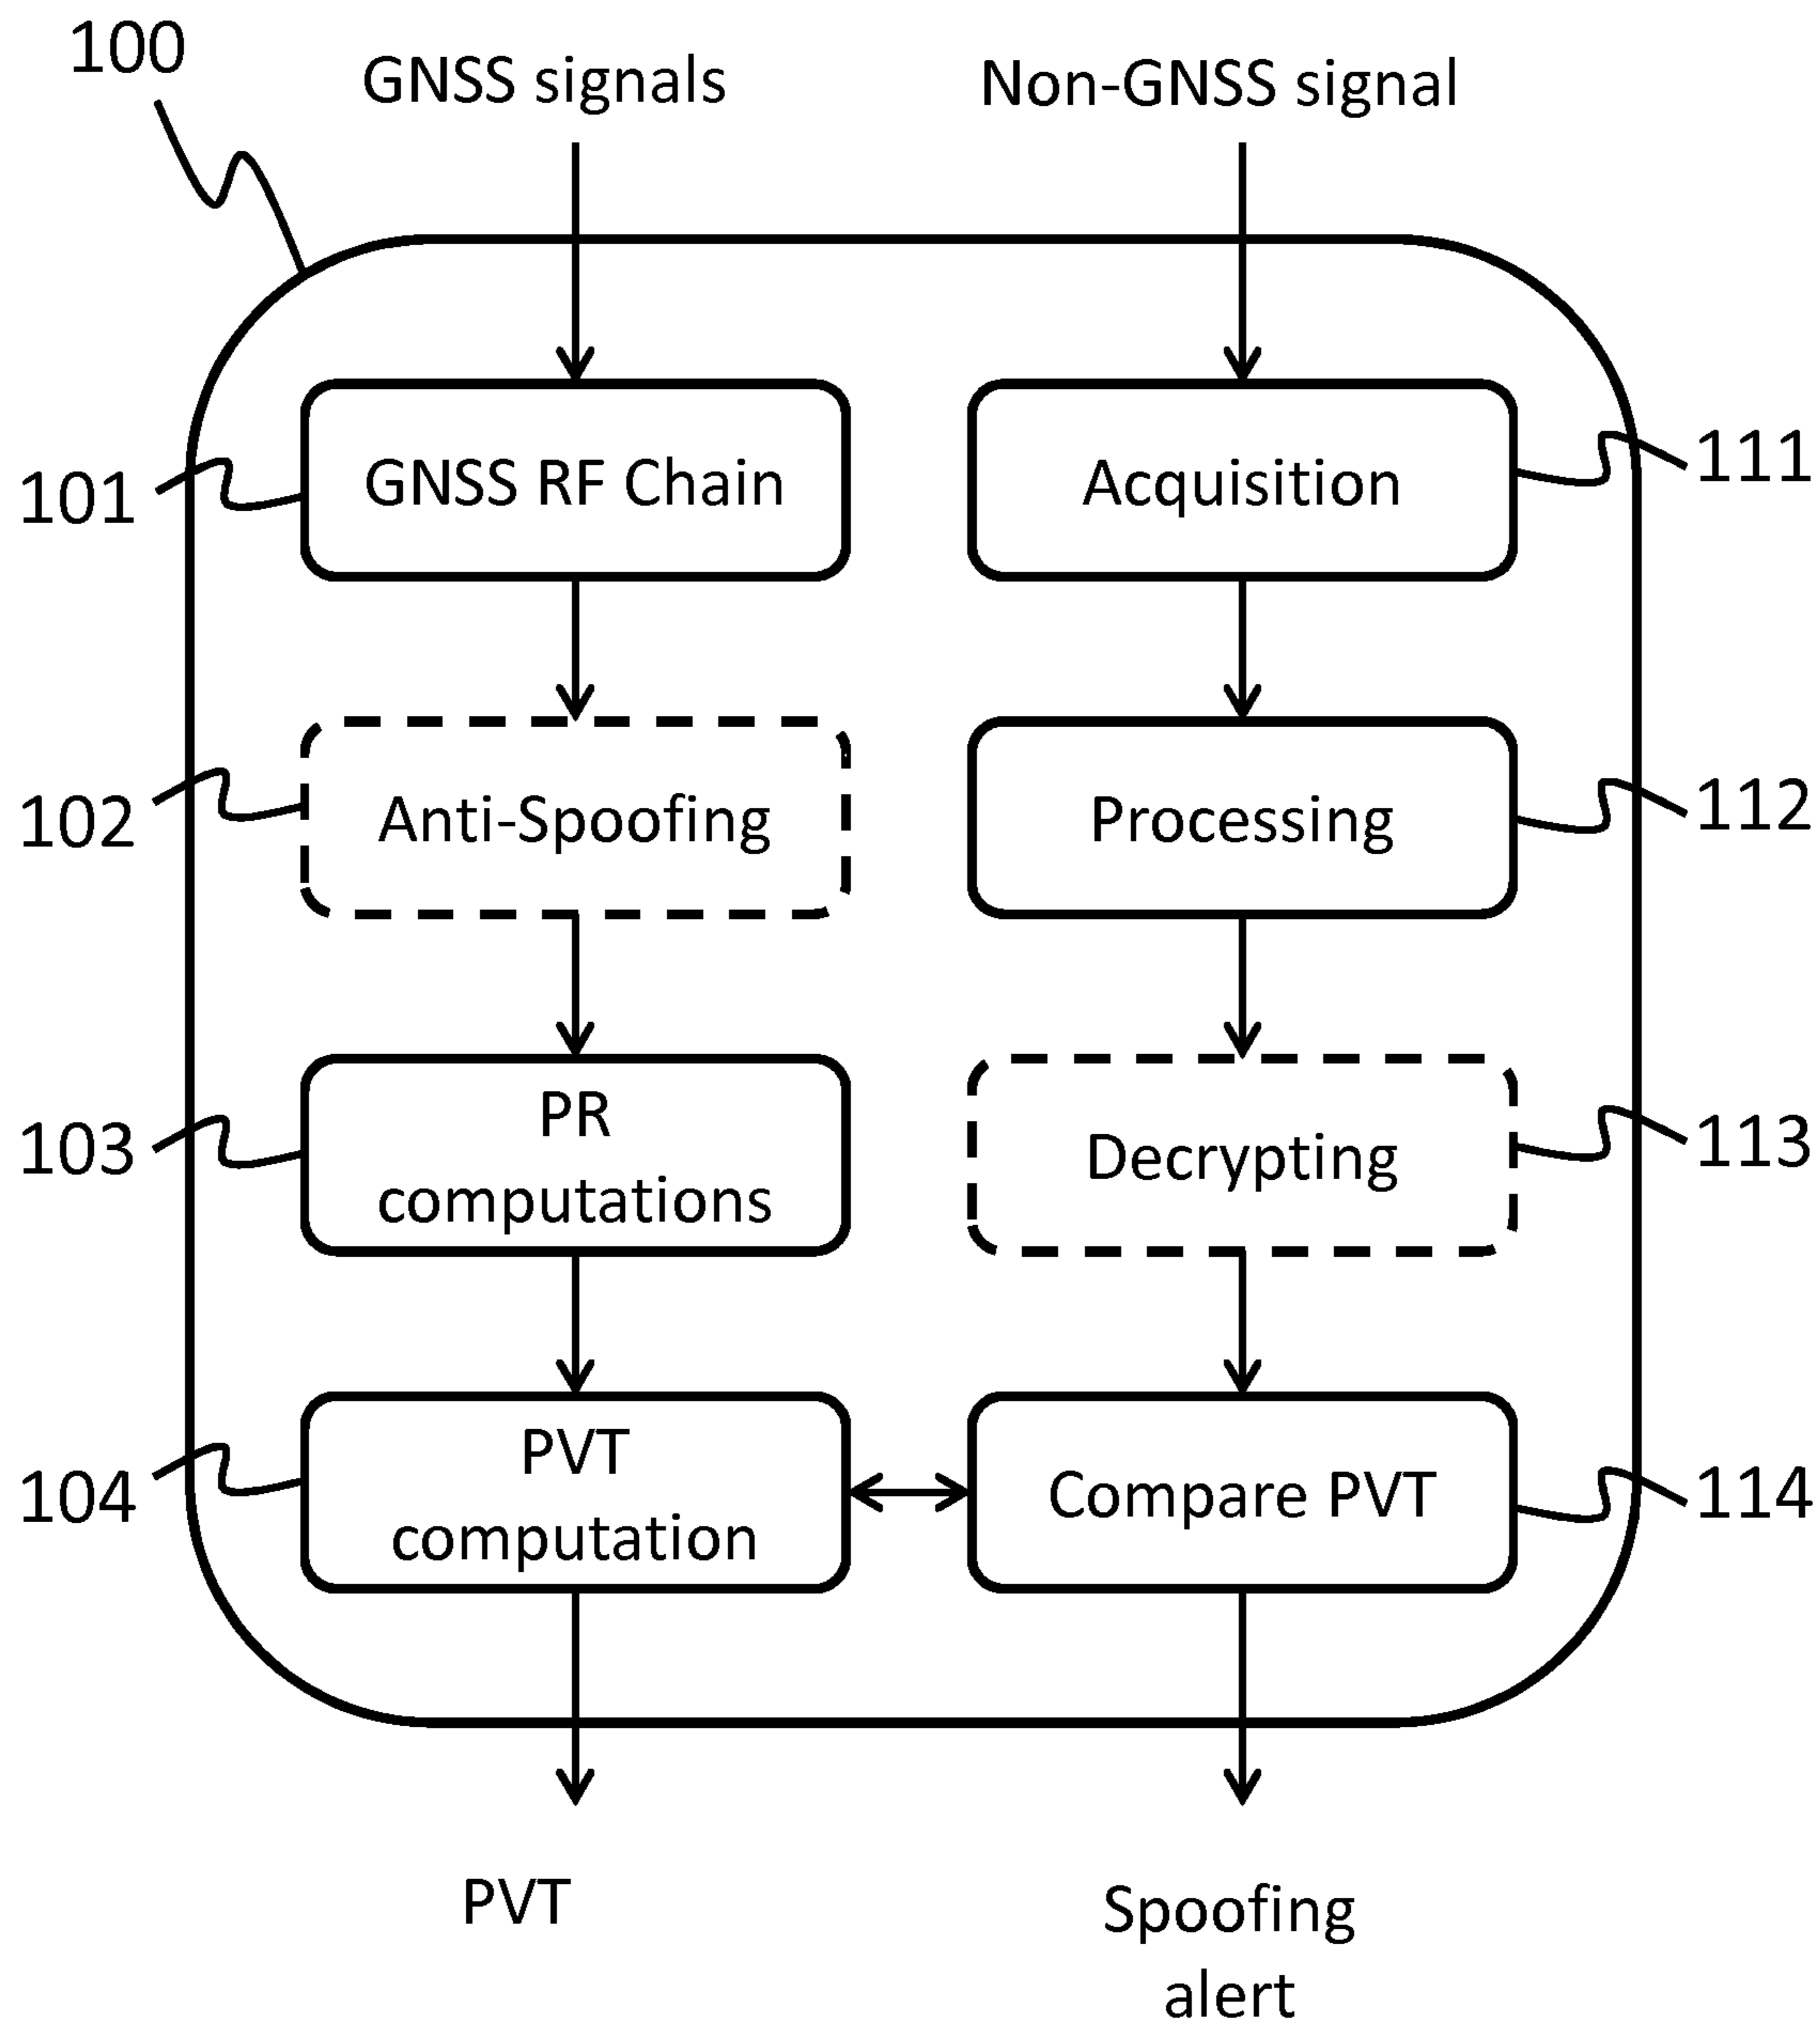 100
GNSS signals
Non-GNSS signal
101
GNSS RF Chain
Acquisition
111
102
Anti-Spoofing
Processing
112
103
PR
computations
Decrypting
113
104
PVT
computation
Compare PVT
114
PVT
Spoofing
alert